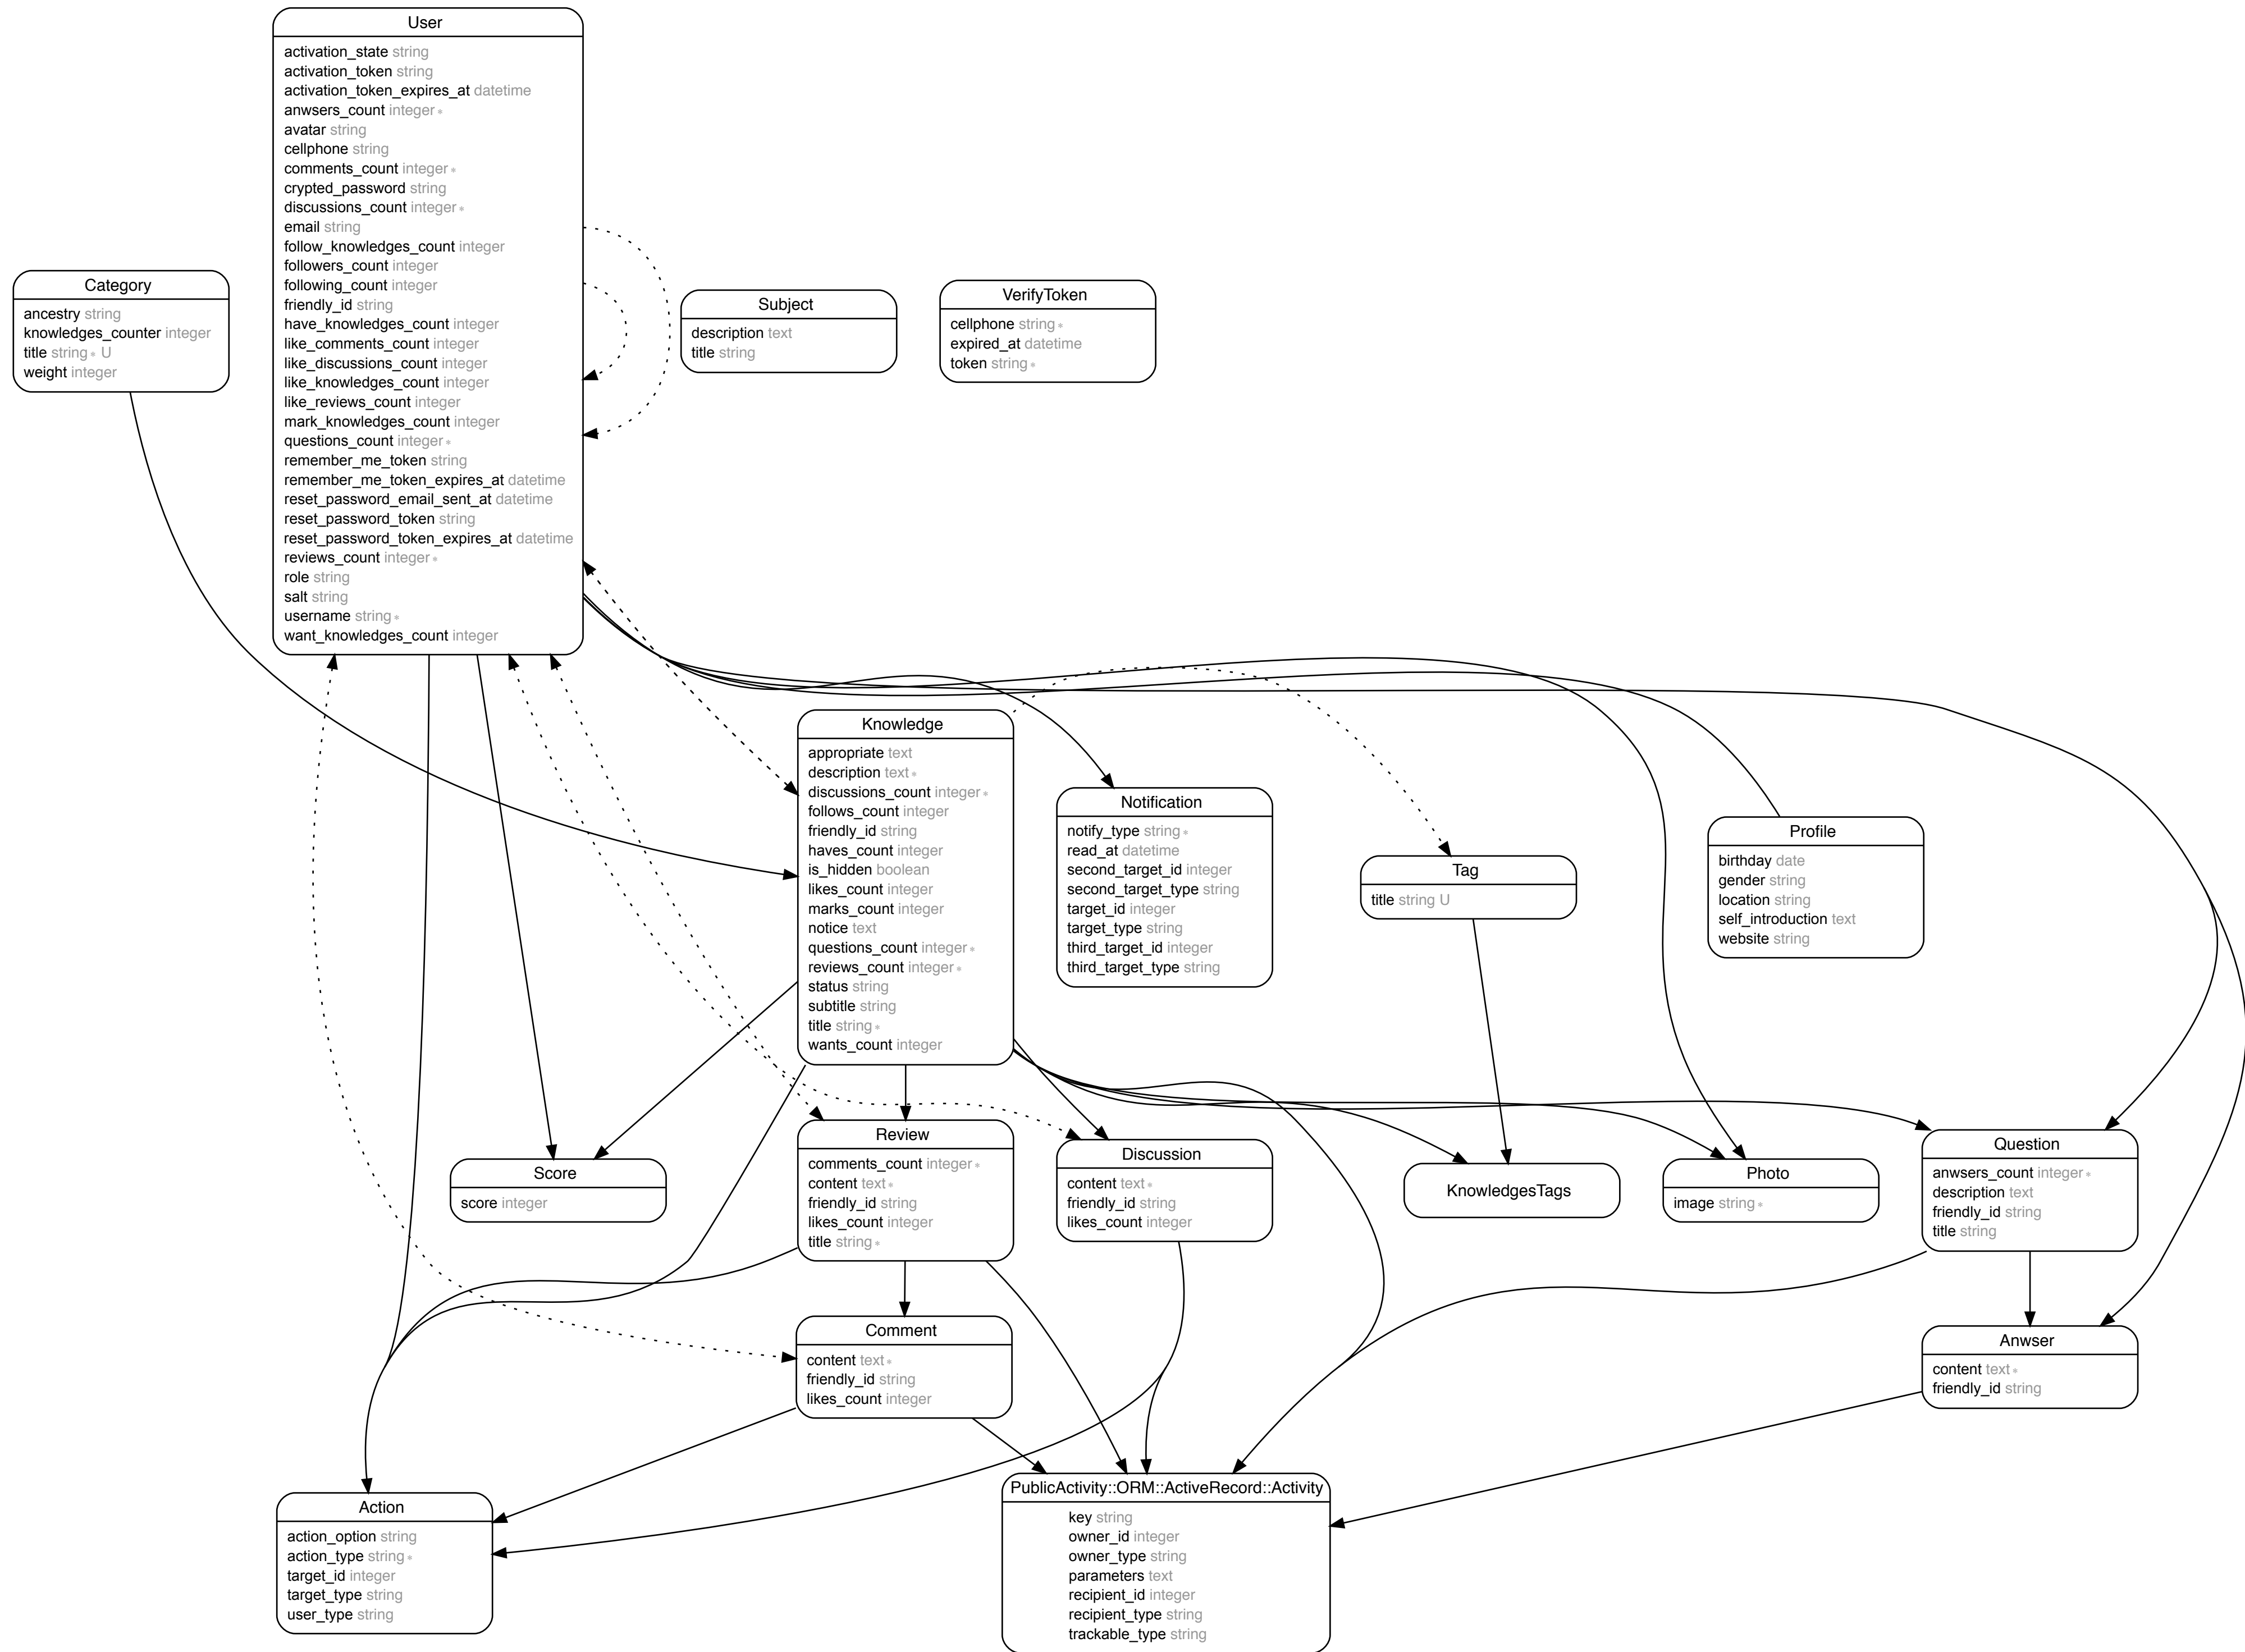 User
activation_state string
activation_token string
activation_token_expires_at datetime
anwsers_count integer *
avatar string
cellphone string
comments_count integer *
crypted_password string
discussions_count integer *
email string
follow_knowledges_count integer
followers_count integer
following_count integer
friendly_id string
have_knowledges_count integer
like_comments_count integer
like_discussions_count integer
like_knowledges_count integer
like_reviews_count integer
mark_knowledges_count integer
questions_count integer *
remember_me_token string
remember_me_token_expires_at datetime
reset_password_email_sent_at datetime
reset_password_token string
reset_password_token_expires_at datetime
reviews_count integer *
role string
salt string
username string *
want_knowledges_count integer
Category
ancestry string
knowledges_counter integer
title string * U
weight integer
Subject
description text
title string
VerifyToken
cellphone string *
expired_at datetime
token string *
Knowledge
appropriate text
description text *
discussions_count integer *
follows_count integer
friendly_id string
haves_count integer
is_hidden boolean
likes_count integer
marks_count integer
notice text
questions_count integer *
reviews_count integer *
status string
subtitle string
title string *
wants_count integer
Notification
notify_type string *
read_at datetime
second_target_id integer
second_target_type string
target_id integer
target_type string
third_target_id integer
third_target_type string
Tag
title string U
Profile
birthday date
gender string
location string
self_introduction text
website string
Score
score integer
Review
comments_count integer *
content text *
friendly_id string
likes_count integer
title string *
Discussion
content text *
friendly_id string
likes_count integer
KnowledgesTags
Photo
image string *
Question
anwsers_count integer *
description text
friendly_id string
title string
Comment
content text *
friendly_id string
likes_count integer
Anwser
content text *
friendly_id string
Action
action_option string
action_type string *
target_id integer
target_type string
user_type string
PublicActivity::ORM::ActiveRecord::Activity
key string
owner_id integer
owner_type string
parameters text
recipient_id integer
recipient_type string
trackable_type string